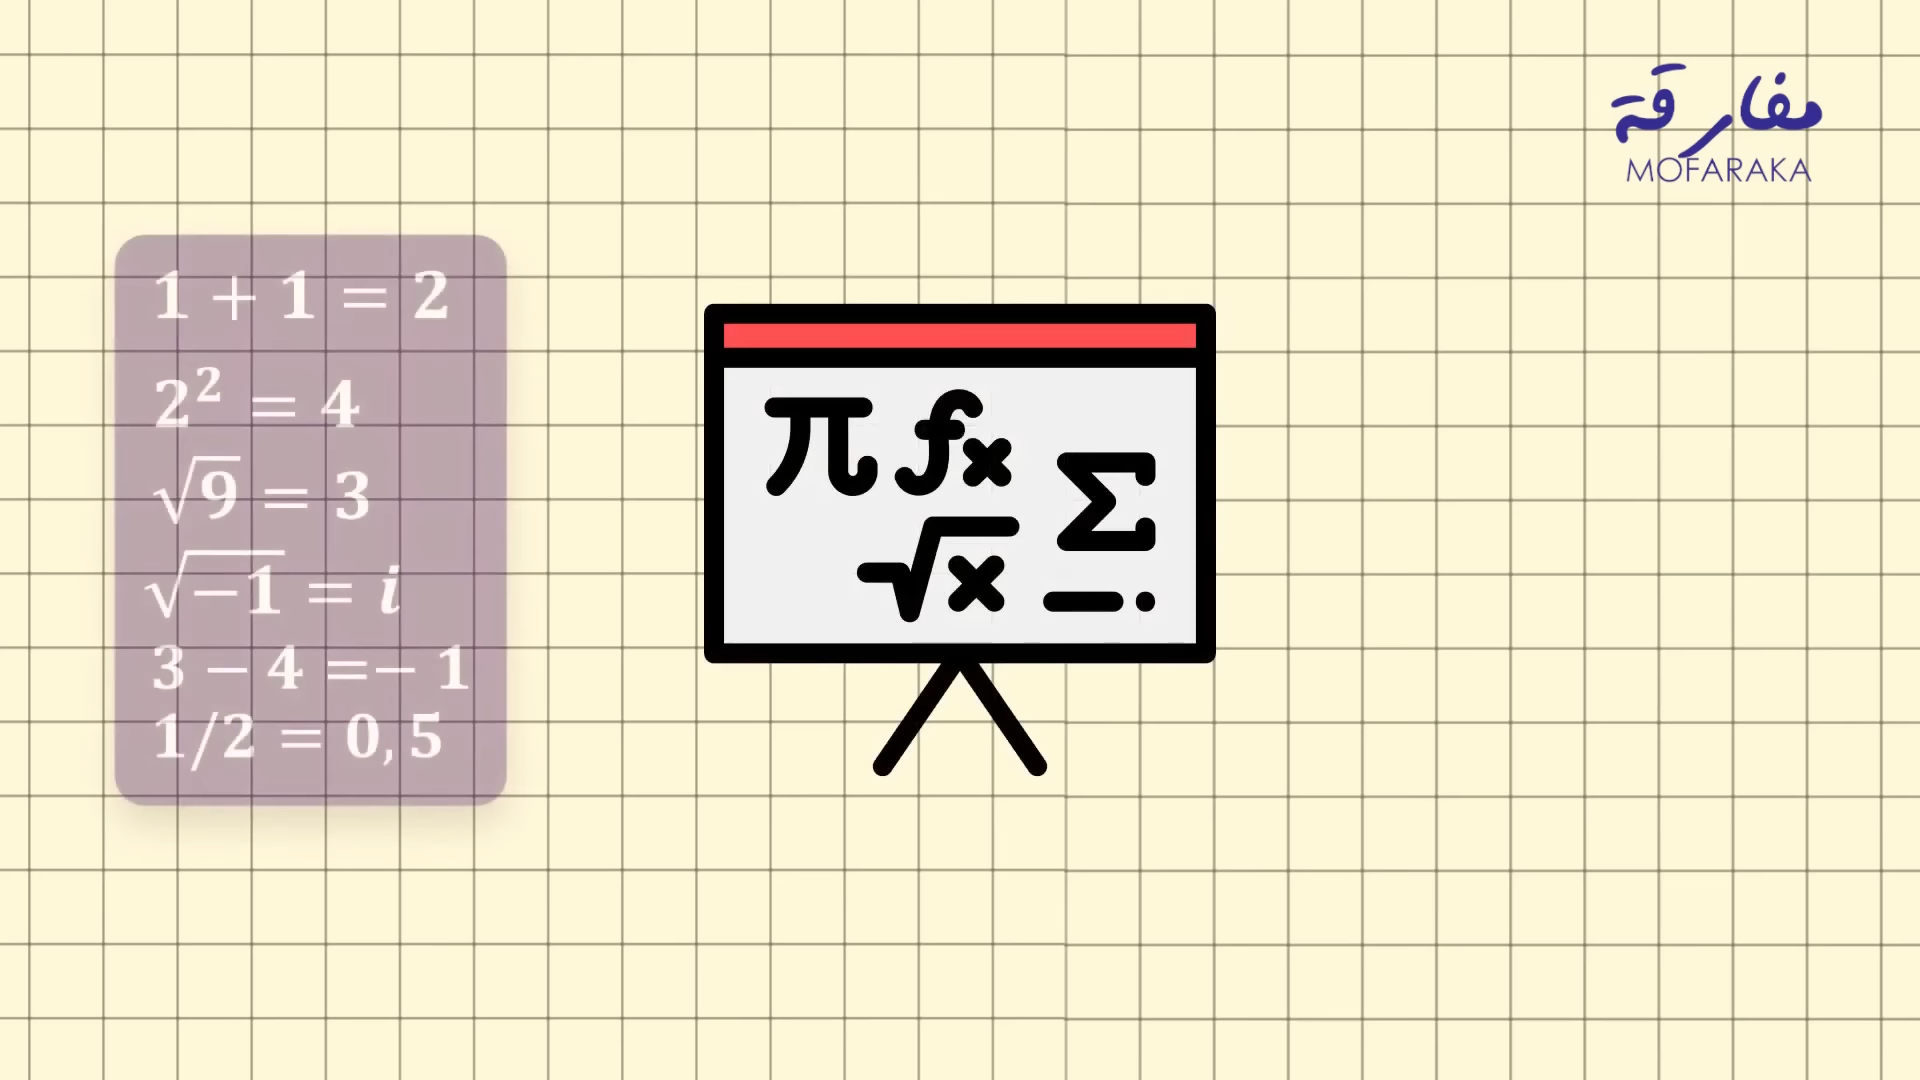 مفارقة
MOFARAKA
1 + 1 = 2
2² = 4
√9 = 3
√−1 = i
3 − 4 =− 1
1/2 = 0,5
π fx
Σ
√x